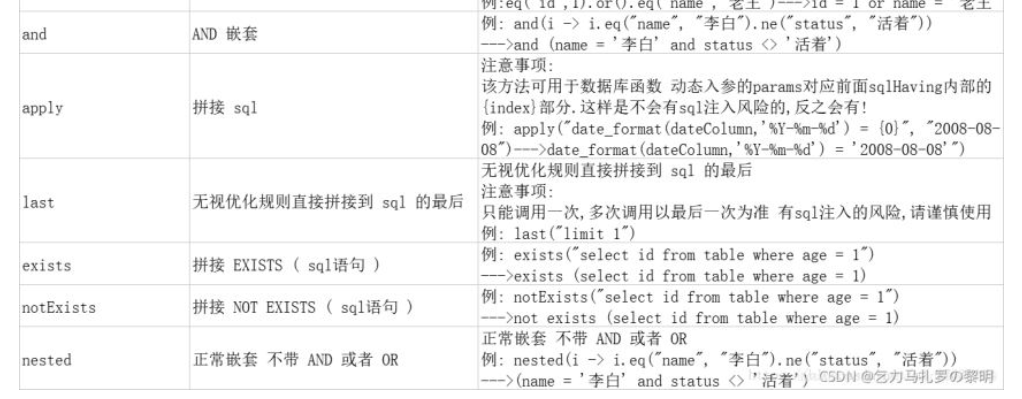 例:eq("id",1).or().eq("name","老王")--->id = 1 or name = '老王'
and
AND 嵌套
例: and(i -> i.eq("name", "李白").ne("status", "活着"))
--->and (name = '李白' and status <> '活着')
apply
拼接 sql
注意事项:
该方法可用于数据库函数 动态入参的params对应前面sqlHaving内部的
{index}部分.这样是不会有sql注入风险的,反之会有!
例: apply("date_format(dateColumn,'%Y-%m-%d') = {0}", "2008-08-
08")--->date_format(dateColumn,'%Y-%m-%d') = '2008-08-08'")
last
无视优化规则直接拼接到 sql 的最后
无视优化规则直接拼接到 sql 的最后
注意事项:
只能调用一次,多次调用以最后一次为准 有sql注入的风险,请谨慎使用
例: last("limit 1")
exists
拼接 EXISTS ( sql语句 )
例: exists("select id from table where age = 1")
--->exists (select id from table where age = 1)
notExists
拼接 NOT EXISTS ( sql语句 )
例: notExists("select id from table where age = 1")
--->not exists (select id from table where age = 1)
nested
正常嵌套 不带 AND 或者 OR
正常嵌套 不带 AND 或者 OR
例: nested(i -> i.eq("name", "李白").ne("status", "活着"))
--->(name = '李白' and status <> '活着')
CSDN @乞力马扎罗の黎明